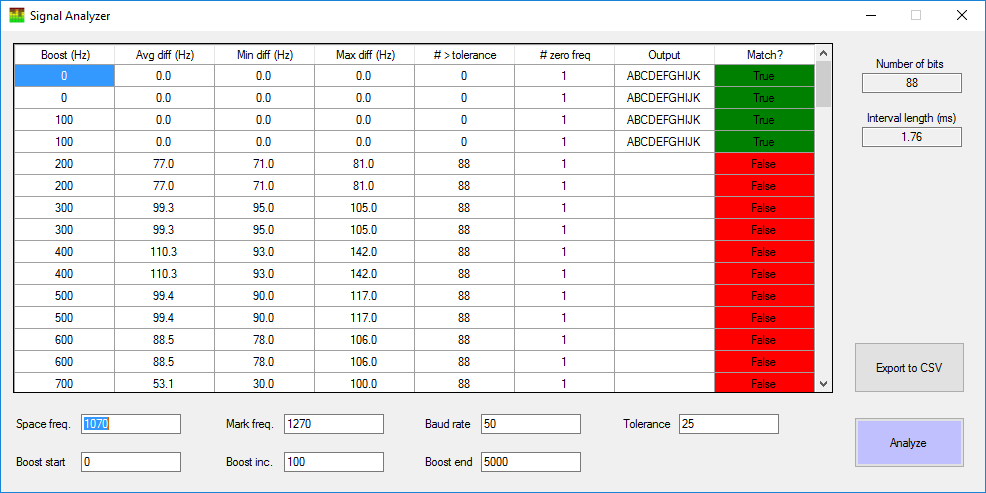 Signal Analyzer
Boost (Hz) Avg diff (Hz) Min diff (Hz) Max diff (Hz) # > tolerance # zero freq Output Match?
0 0.0 0.0 0.0 0 1 ABCDEFGHIJK True
0 0.0 0.0 0.0 0 1 ABCDEFGHIJK True
100 0.0 0.0 0.0 0 1 ABCDEFGHIJK True
100 0.0 0.0 0.0 0 1 ABCDEFGHIJK True
200 77.0 71.0 81.0 88 1 False
200 77.0 71.0 81.0 88 1 False
300 99.3 95.0 105.0 88 1 False
300 99.3 95.0 105.0 88 1 False
400 110.3 93.0 142.0 88 1 False
400 110.3 93.0 142.0 88 1 False
500 99.4 90.0 117.0 88 1 False
500 99.4 90.0 117.0 88 1 False
600 88.5 78.0 106.0 88 1 False
600 88.5 78.0 106.0 88 1 False
700 53.1 30.0 100.0 88 1 False
Number of bits
88
Interval length (ms)
1.76
Export to CSV
Space freq. 1070 Mark freq. 1270 Baud rate 50 Tolerance 25
Analyze
Boost start 0 Boost inc. 100 Boost end 5000